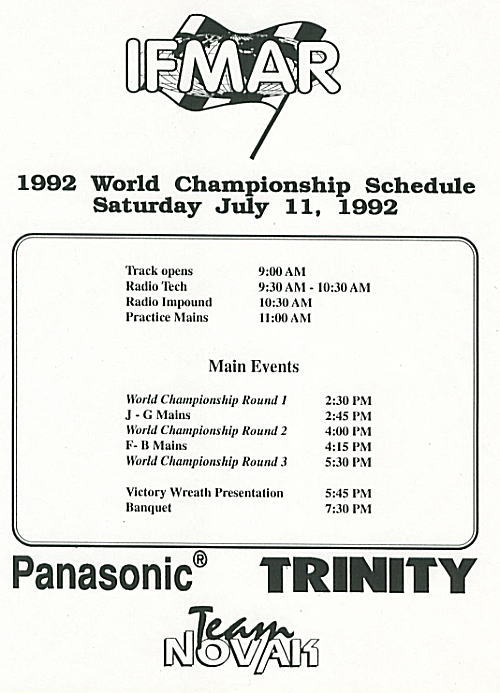 IFMAR
1992 World Championship Schedule
Saturday July 11, 1992
Track opens 9:00 AM
Radio Tech 9:30 AM - 10:30 AM
Radio Impound 10:30 AM
Practice Mains 11:00 AM
Main Events
World Championship Round 1 2:30 PM
J - G Mains 2:45 PM
World Championship Round 2 4:00 PM
F- B Mains 4:15 PM
World Championship Round 3 5:30 PM
Victory Wreath Presentation 5:45 PM
Banquet 7:30 PM
Panasonic® TRINITY
Team
NOVAK